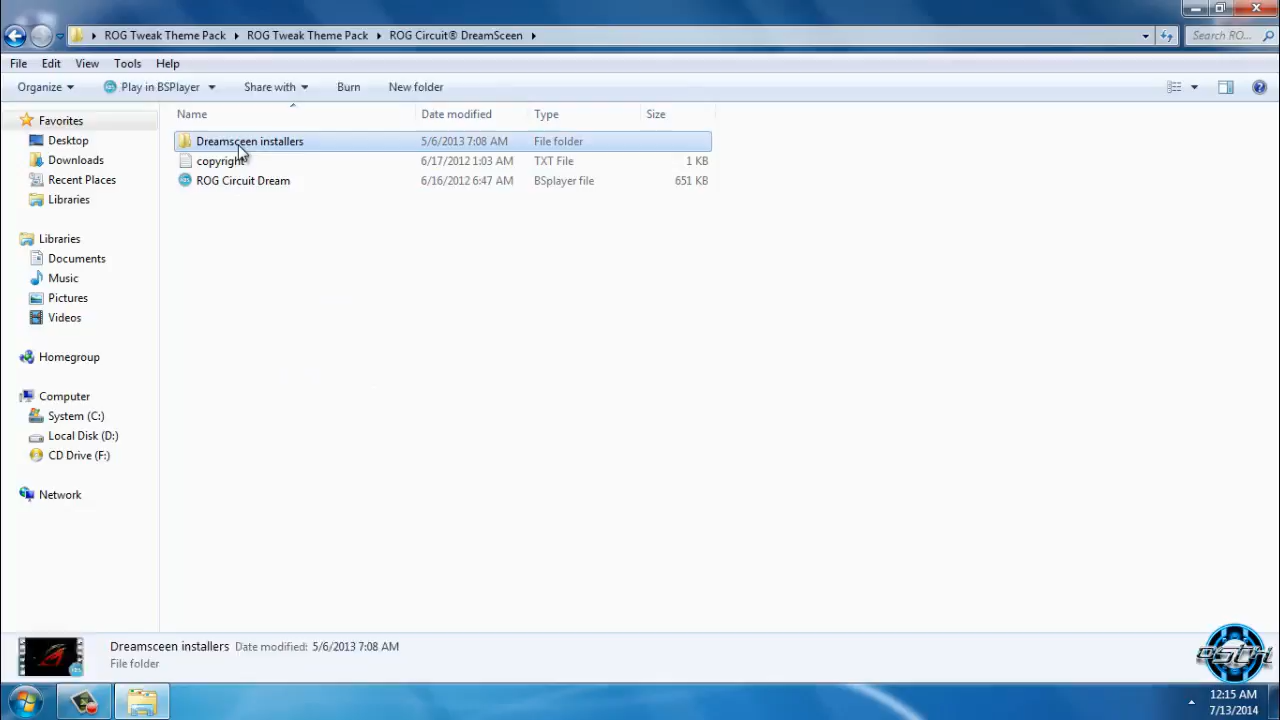 ROG Tweak Theme Pack ROG Tweak Theme Pack ROG Circuit® DreamSceen Search RO...
File Edit View Tools Help
Organize Play in BSPlayer Share with Burn New folder
Name Date modified Type Size
Favorites
Desktop
Downloads
Recent Places
Libraries
Libraries
Documents
Music
Pictures
Videos
Homegroup
Computer
System (C:)
Local Disk (D:)
CD Drive (F:)
Network
Dreamsceen installers 5/6/2013 7:08 AM File folder
copyright 6/17/2012 1:03 AM TXT File 1 KB
ROG Circuit Dream 6/16/2012 6:47 AM BSplayer file 651 KB
Dreamsceen installers Date modified: 5/6/2013 7:08 AM
File folder
12:15 AM
7/13/2014